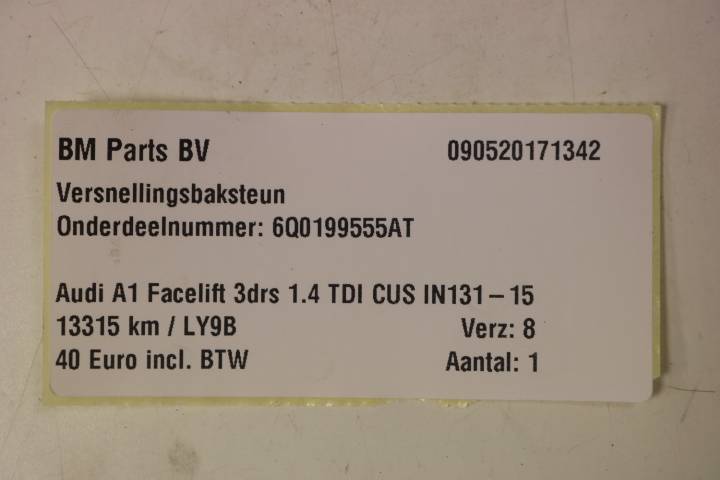 BM Parts BV 090520171342
Versnellingsbaksteun
Onderdeelnummer: 6Q0199555AT
Audi A1 Facelift 3drs 1.4 TDI CUS IN131-15
13315 km / LY9B Verz: 8
40 Euro incl. BTW Aantal: 1